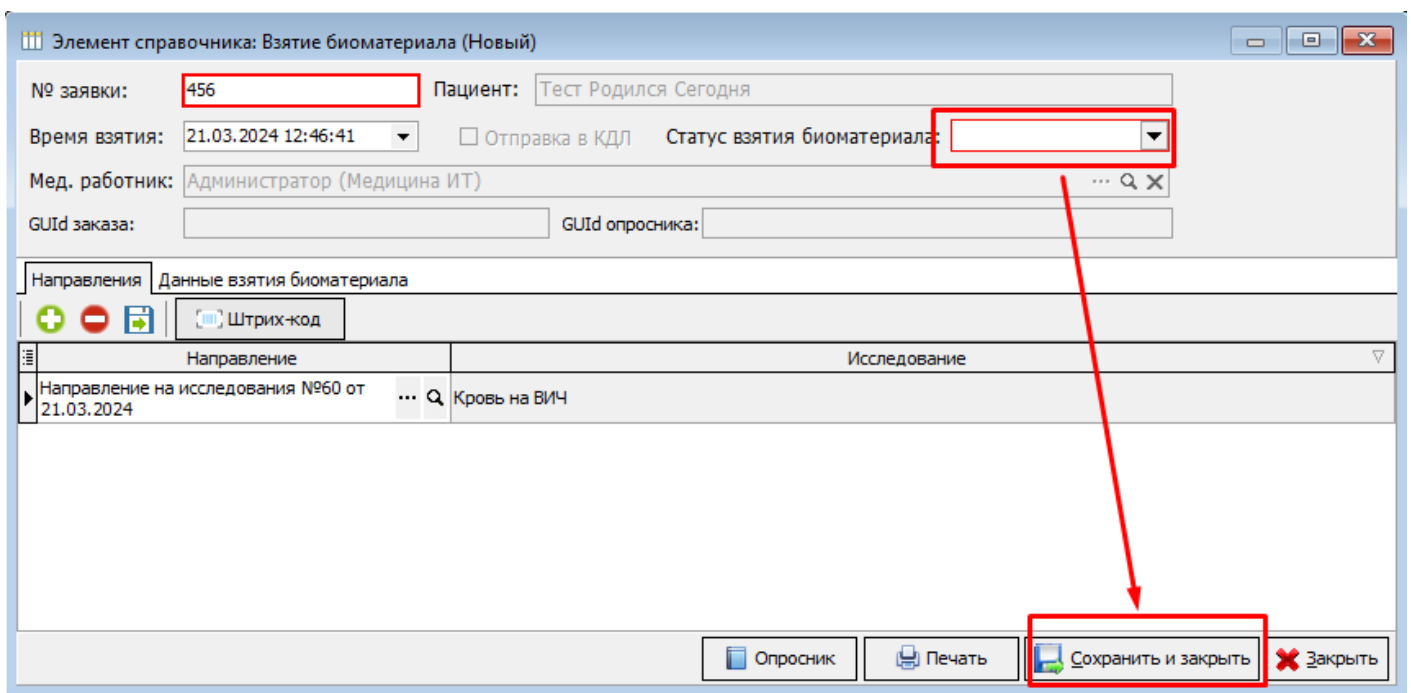 Элемент справочника: Взятие биоматериала (Новый)
№ заявки: 456 Пациент: Тест Родился Сегодня
Время взятия: 21.03.2024 12:46:41 Отправка в КДЛ Статус взятия биоматериала:
Мед. работник: Администратор (Медицина ИТ)
GUId заказа: GUId опросника:
Направления Данные взятия биоматериала
Штрих-код
Направление Исследование
Направление на исследования №60 от
21.03.2024
Кровь на ВИЧ
Опросник Печать Сохранить и закрыть Закрыть